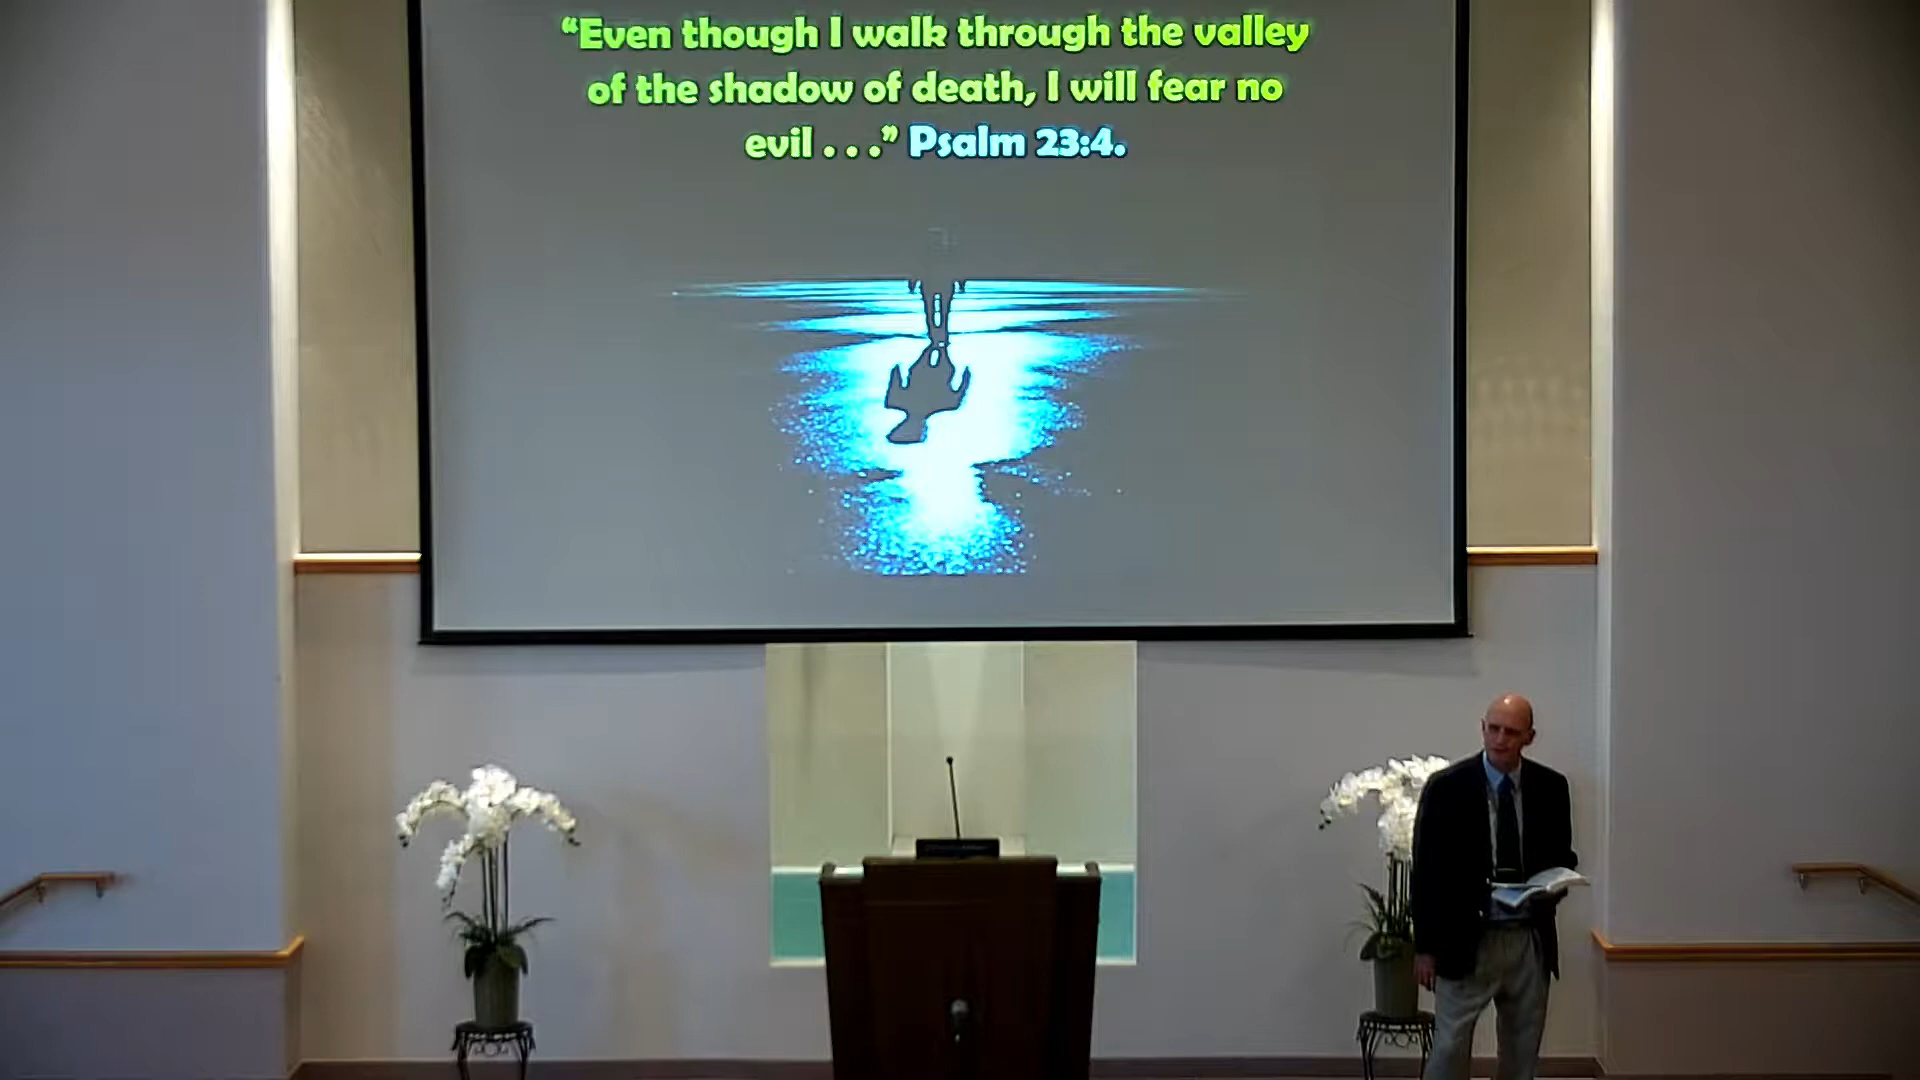 “Even though I walk through the valley
of the shadow of death, I will fear no
evil . . .” Psalm 23:4.